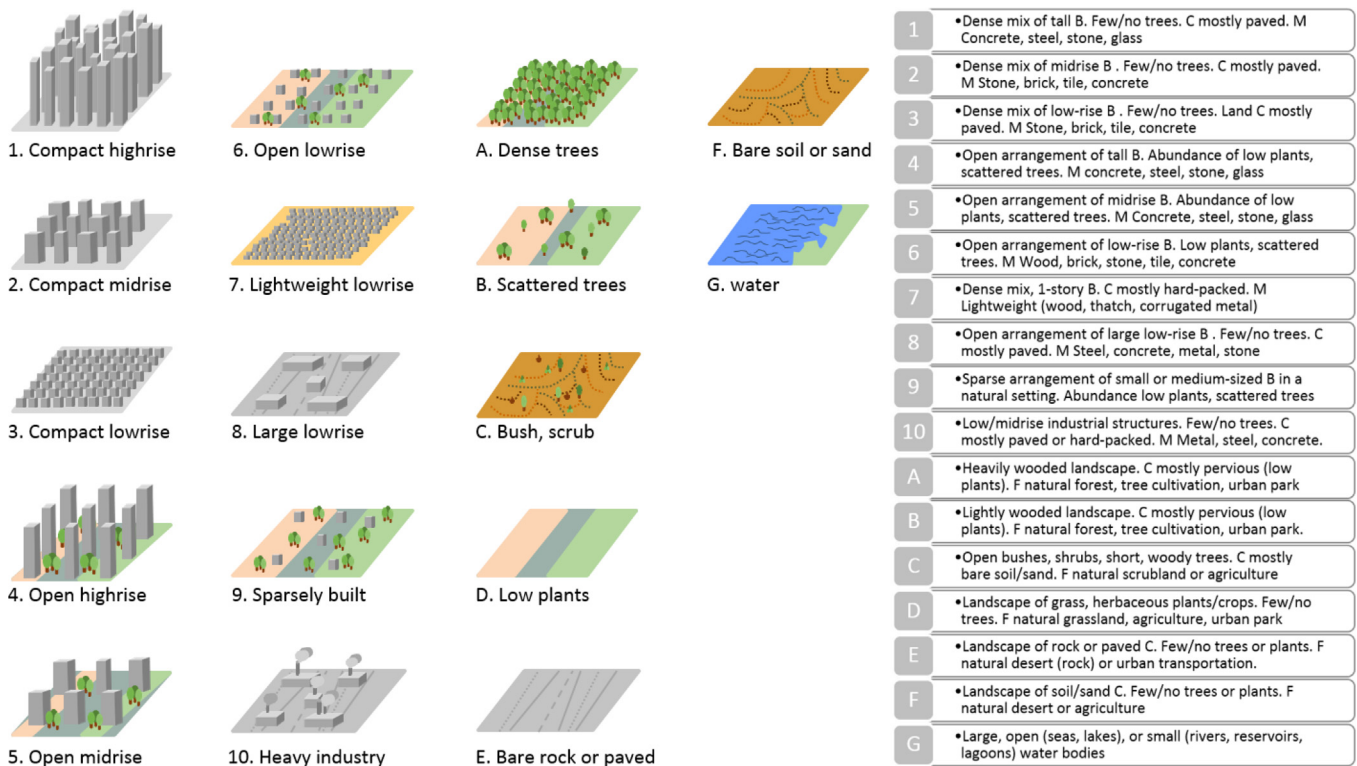 1. Compact highrise
6. Open lowrise
A. Dense trees
F. Bare soil or sand
2. Compact midrise
7. Lightweight lowrise
B. Scattered trees
G. water
3. Compact lowrise
8. Large lowrise
C. Bush, scrub
4. Open highrise
9. Sparsely built
D. Low plants
5. Open midrise
10. Heavy industry
E. Bare rock or paved
1
•Dense mix of tall B. Few/no trees. C mostly paved. M
Concrete, steel, stone, glass
2
•Dense mix of midrise B . Few/no trees. C mostly paved.
M Stone, brick, tile, concrete
3
•Dense mix of low-rise B . Few/no trees. Land C mostly
paved. M Stone, brick, tile, concrete
4
•Open arrangement of tall B. Abundance of low plants,
scattered trees. M concrete, steel, stone, glass
5
•Open arrangement of midrise B. Abundance of low
plants, scattered trees. M Concrete, steel, stone, glass
6
•Open arrangement of low-rise B. Low plants, scattered
trees. M Wood, brick, stone, tile, concrete
7
•Dense mix, 1-story B. C mostly hard-packed. M
Lightweight (wood, thatch, corrugated metal)
8
•Open arrangement of large low-rise B . Few/no trees. C
mostly paved. M Steel, concrete, metal, stone
9
•Sparse arrangement of small or medium-sized B in a
natural setting. Abundance low plants, scattered trees
10
•Low/midrise industrial structures. Few/no trees. C
mostly paved or hard-packed. M Metal, steel, concrete.
A
•Heavily wooded landscape. C mostly pervious (low
plants). F natural forest, tree cultivation, urban park
B
•Lightly wooded landscape. C mostly pervious (low
plants). F natural forest, tree cultivation, urban park.
C
•Open bushes, shrubs, short, woody trees. C mostly
bare soil/sand. F natural scrubland or agriculture
D
•Landscape of grass, herbaceous plants/crops. Few/no
trees. F natural grassland, agriculture, urban park
E
•Landscape of rock or paved C. Few/no trees or plants. F
natural desert (rock) or urban transportation.
F
•Landscape of soil/sand C. Few/no trees or plants. F
natural desert or agriculture
G
•Large, open (seas, lakes), or small (rivers, reservoirs,
lagoons) water bodies